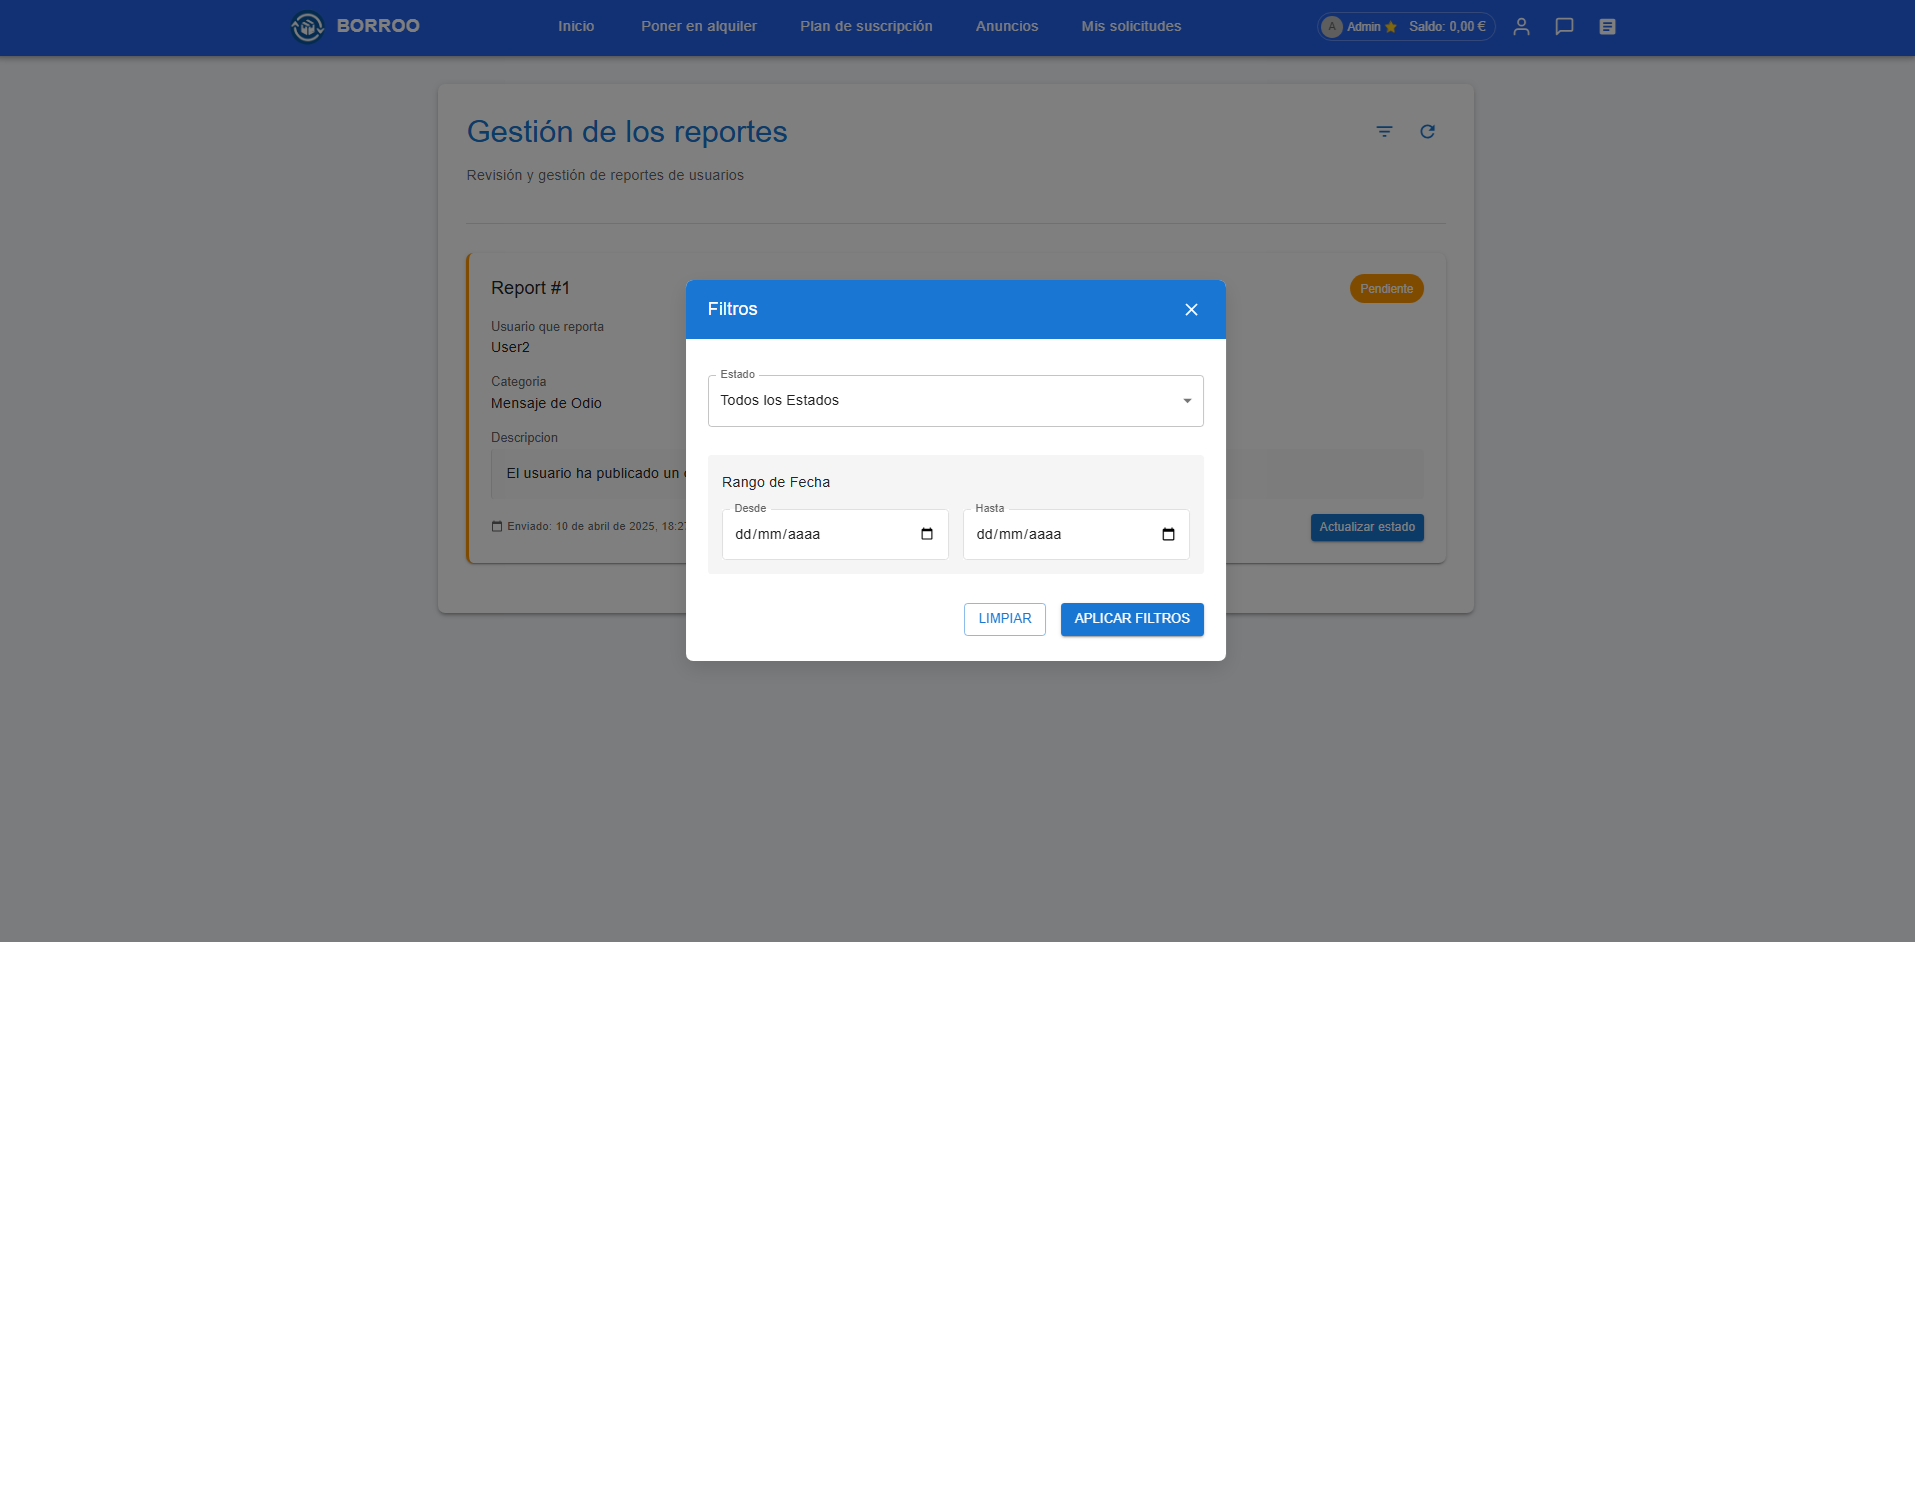 BORROO
Inicio
Poner en alquiler
Plan de suscripción
Anuncios
Mis solicitudes
A Admin Saldo: 0,00 €
Gestión de los reportes
Revisión y gestión de reportes de usuarios
Report #1
Pendiente
Usuario que reporta
User2
Categoria
Mensaje de Odio
Descripcion
El usuario ha publicado un
Enviado: 10 de abril de 2025, 18:27
Actualizar estado
Filtros
Estado
Todos los Estados
Rango de Fecha
Desde
dd/mm/aaaa
Hasta
dd/mm/aaaa
LIMPIAR
APLICAR FILTROS